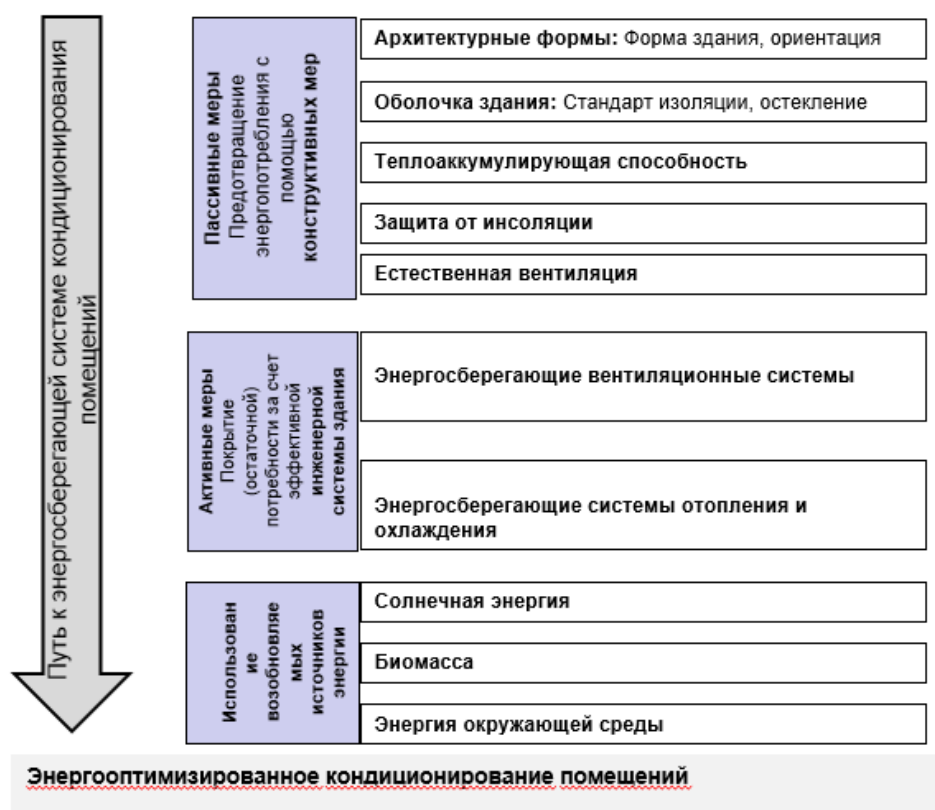 Путь к энергосберегающей системе кондиционирования
помещений
Пассивные меры
Предотвращение
энергопотребления с
помощью
конструктивных мер
Архитектурные формы: Форма здания, ориентация
Оболочка здания: Стандарт изоляции, остекление
Теплоаккумулирующая способность
Защита от инсоляции
Естественная вентиляция
Активные меры
Покрытие
(остаточной)
потребности за счет
эффективной
инженерной
системы здания
Энергосберегающие вентиляционные системы
Энергосберегающие системы отопления и
охлаждения
Использован
ие
возобновляе
мых
источников
энергии
Солнечная энергия
Биомасса
Энергия окружающей среды
Энергооптимизированное кондиционирование помещений